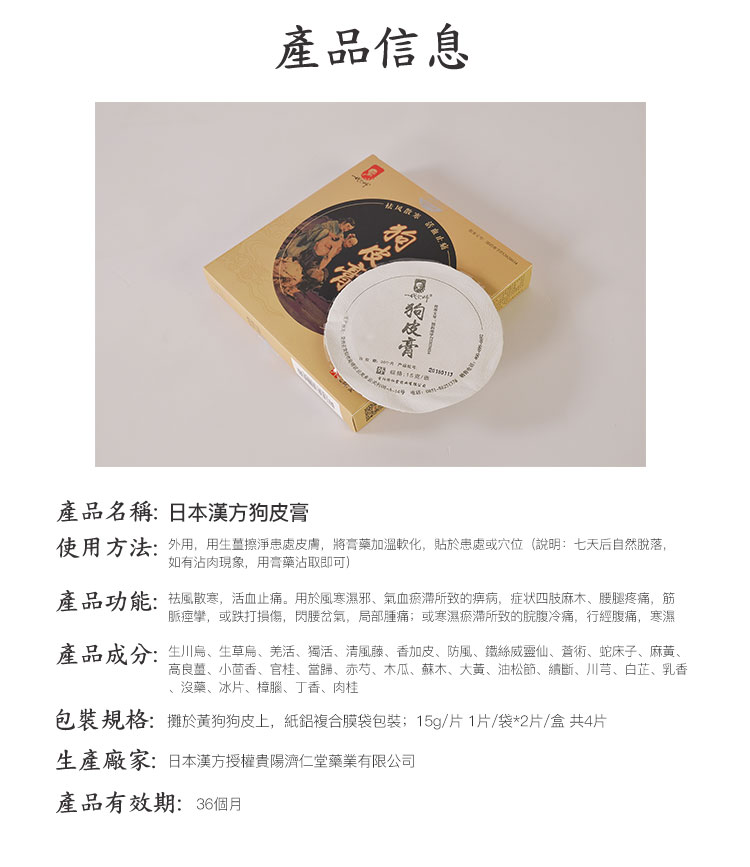 產品信息
祛风散寒 活血止痛
狗皮膏
狗皮膏
20160113
產品名稱: 日本漢方狗皮膏
使用方法: 外用，用生薑擦淨患處皮膚，將膏藥加溫軟化，貼於患處或穴位（說明：七天后自然脫落，
如有沾肉現象，用膏藥沾取即可）
產品功能: 祛風散寒，活血止痛。用於風寒濕邪、氣血瘀滯所致的痹病，症状四肢麻木、腰腿疼痛，筋
脈痙攣，或跌打損傷，閃腰岔氣，局部腫痛；或寒濕瘀滯所致的脘腹冷痛，行經腹痛，寒濕
產品成分: 生川烏、生草烏、羌活、獨活、清風藤、香加皮、防風、鐵絲威靈仙、蒼術、蛇床子、麻黃、
高良薑、小茴香、官桂、當歸、赤芍、木瓜、蘇木、大黃、油松節、續斷、川芎、白芷、乳香
、沒藥、冰片、樟腦、丁香、肉桂
包裝規格: 攤於黃狗狗皮上，紙鋁複合膜袋包裝；15g/片 1片/袋*2片/盒 共4片
生產廠家: 日本漢方授權貴陽濟仁堂藥業有限公司
產品有效期: 36個月